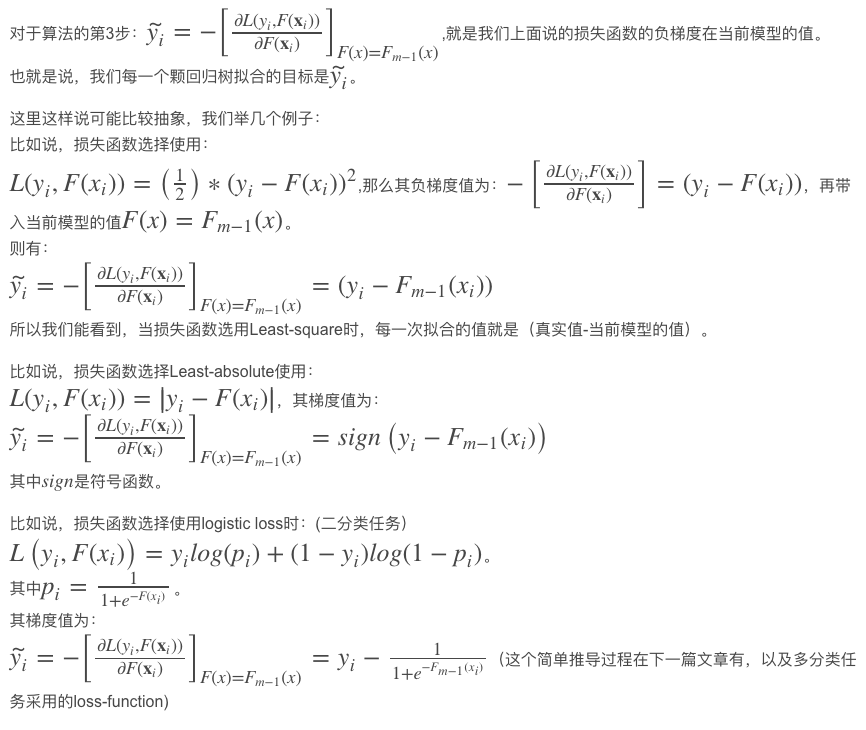 对于算法的第3步：$\widetilde{y}_i = -\left[\frac{\partial L(y_i,F(\mathbf{x}_i))}{\partial F(\mathbf{x}_i)}\right]_{F(x)=F_{m-1}(x)}$,就是我们上面说的损失函数的负梯度在当前模型的值。
也就是说，我们每一个颗回归树拟合的目标是$\widetilde{y}_i$。
这里这样说可能比较抽象，我们举几个例子：
比如说，损失函数选择使用：
$L(y_i,F(x_i)) = \left(\frac{1}{2}\right) * (y_i - F(x_i))^2$,那么其负梯度值为：$-\left[\frac{\partial L(y_i,F(\mathbf{x}_i))}{\partial F(\mathbf{x}_i)}\right] = (y_i - F(x_i))$，再带
入当前模型的值$F(x) = F_{m-1}(x)$。
则有：
$\widetilde{y}_i = -\left[\frac{\partial L(y_i,F(\mathbf{x}_i))}{\partial F(\mathbf{x}_i)}\right]_{F(x)=F_{m-1}(x)} = (y_i - F_{m-1}(x_i))$
所以我们能看到，当损失函数选用Least-square时，每一次拟合的值就是（真实值-当前模型的值）。
比如说，损失函数选择Least-absolute使用：
$L(y_i,F(x_i)) = |y_i - F(x_i)|$，其梯度值为：
$\widetilde{y}_i = -\left[\frac{\partial L(y_i,F(\mathbf{x}_i))}{\partial F(\mathbf{x}_i)}\right]_{F(x)=F_{m-1}(x)} = sign\left(y_i - F_{m-1}(x_i)\right)$
其中$sign$是符号函数。
比如说，损失函数选择使用logistic loss时：(二分类任务)
$L\left(y_i,F(x_i)\right) = y_i log(p_i) + (1 - y_i)log(1 - p_i)$。
其中$p_i = \frac{1}{1+e^{-F(x_i)}}$。
其梯度值为：
$\widetilde{y}_i = -\left[\frac{\partial L(y_i,F(\mathbf{x}_i))}{\partial F(\mathbf{x}_i)}\right]_{F(x)=F_{m-1}(x)} = y_i - \frac{1}{1+e^{-F_{m-1}(x_i)}}$（这个简单推导过程在下一篇文章有，以及多分类任
务采用的loss-function)